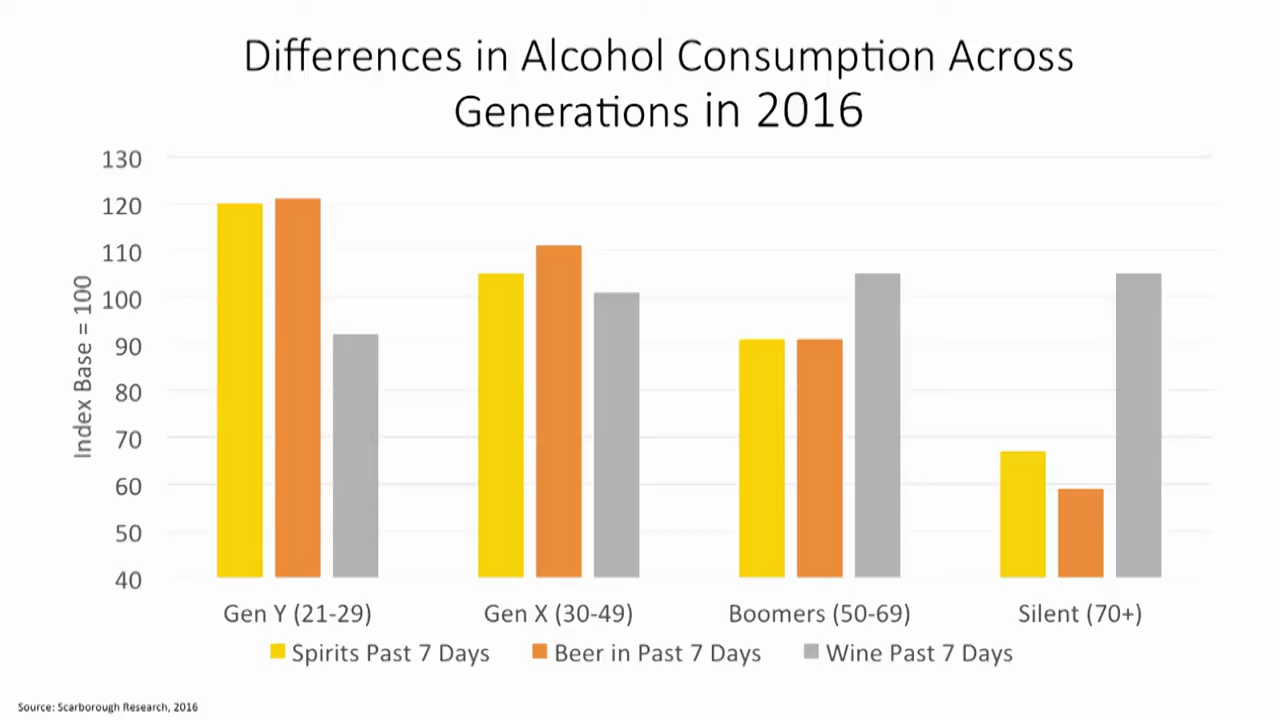 Differences in Alcohol Consumption Across
Generations in 2016
130
120
110
100
90
80
70
60
50
40
Index Base = 100
Gen Y (21-29)
Gen X (30-49)
Boomers (50-69)
Silent (70+)
Spirits Past 7 Days
Beer in Past 7 Days
Wine Past 7 Days
Source: Scarborough Research, 2016